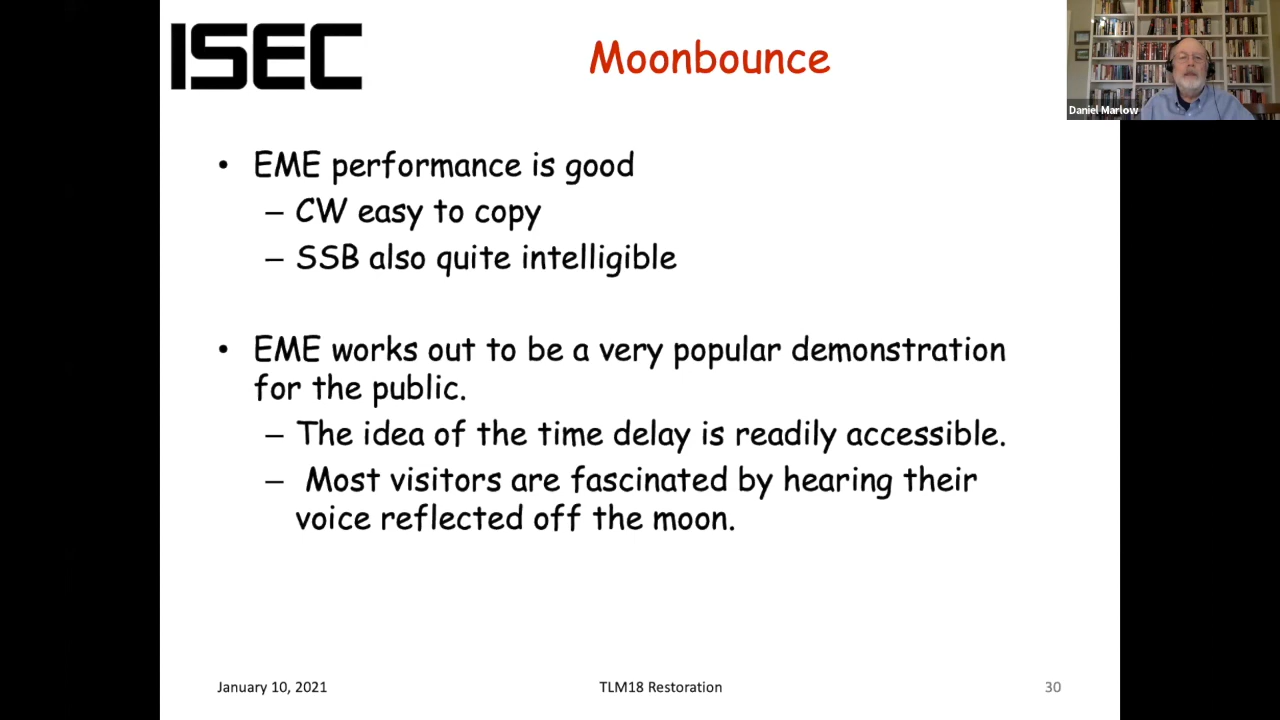 ISEC
Moonbounce
Daniel Marlow
• EME performance is good
– CW easy to copy
– SSB also quite intelligible
• EME works out to be a very popular demonstration
for the public.
– The idea of the time delay is readily accessible.
– Most visitors are fascinated by hearing their
voice reflected off the moon.
January 10, 2021
TLM18 Restoration
30